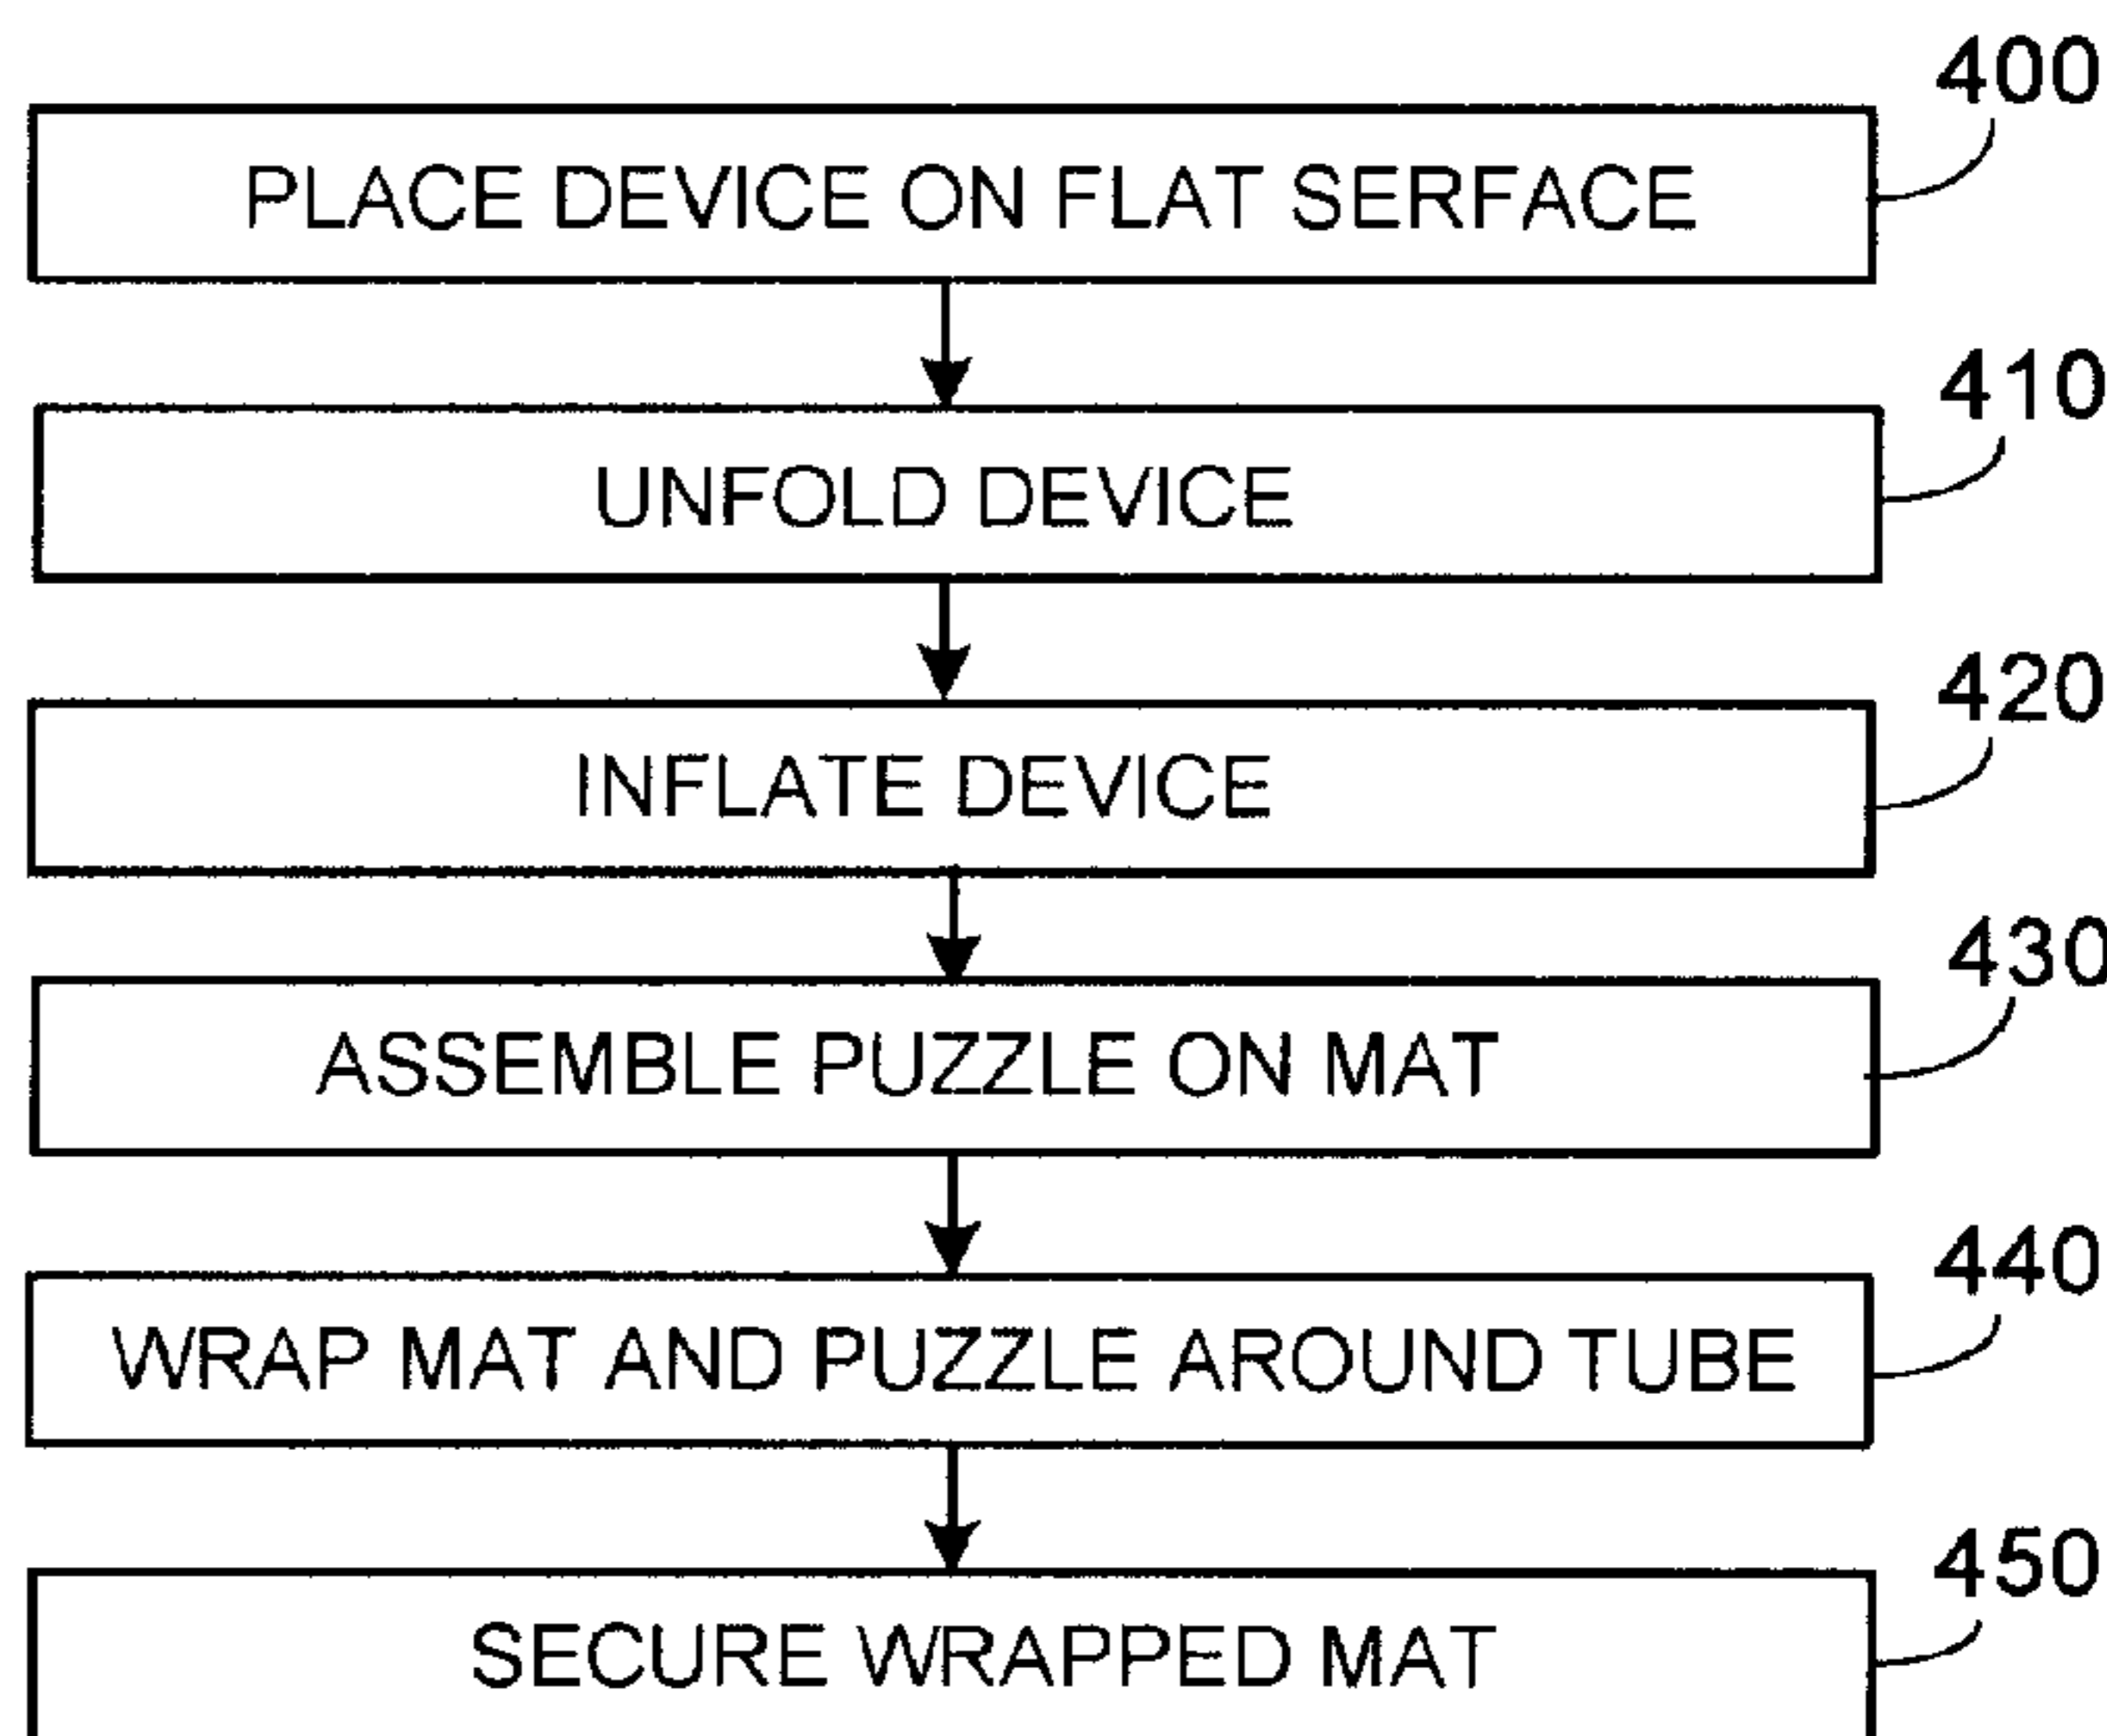 400
PLACE DEVICE ON FLAT SERFACE
410
UNFOLD DEVICE
420
INFLATE DEVICE
430
ASSEMBLE PUZZLE ON MAT
440
WRAP MAT AND PUZZLE AROUND TUBE
450
SECURE WRAPPED MAT